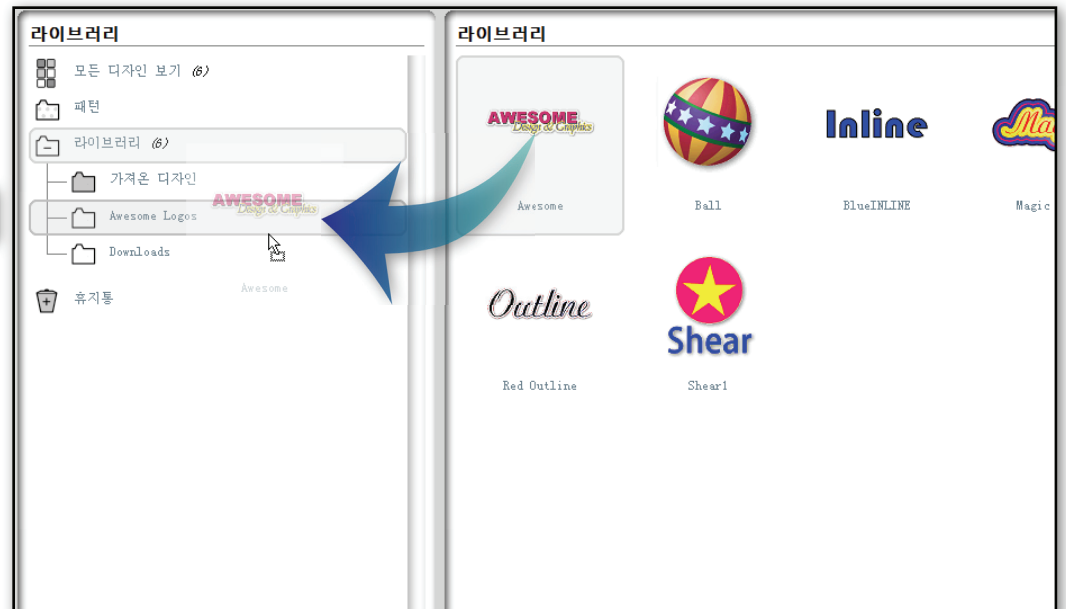 라이브러리
모든 디자인 보기 (6)
패턴
라이브러리 (6)
가져온 디자인
AWESOME
Design & Graphics
Awesome Logos
Downloads
Awesome
휴지통
라이브러리
AWESOME
Design & Graphics
Inline
Awesome
Ball
BlueINLINE
Magic
Outline
Shear
Red Outline
Shear1